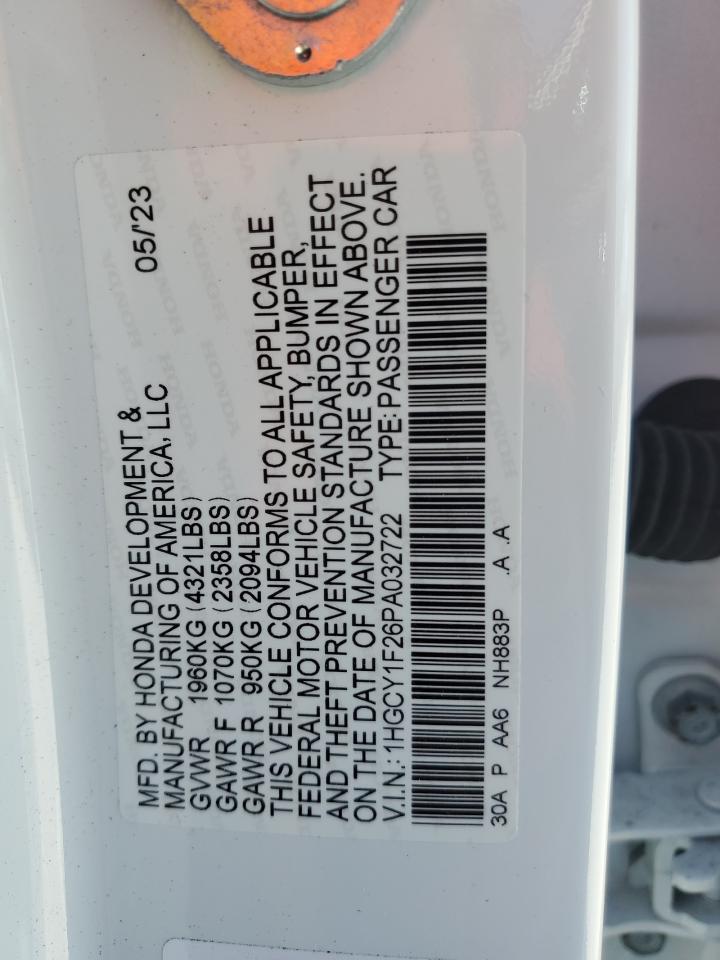 MFD. BY HONDA DEVELOPMENT &
MANUFACTURING OF AMERICA, LLC 05/'23
GVWR 1960KG (4321LBS)
GAWR F 1070KG (2358LBS)
GAWR R 950KG (2094LBS)
THIS VEHICLE CONFORMS TO ALL APPLICABLE
FEDERAL MOTOR VEHICLE SAFETY, BUMPER,
AND THEFT PREVENTION STANDARDS IN EFFECT
ON THE DATE OF MANUFACTURE SHOWN ABOVE.
V.I.N.: 1HGCY1F26PA032722 TYPE: PASSENGER CAR
30A P AA6 NH883P .A .A